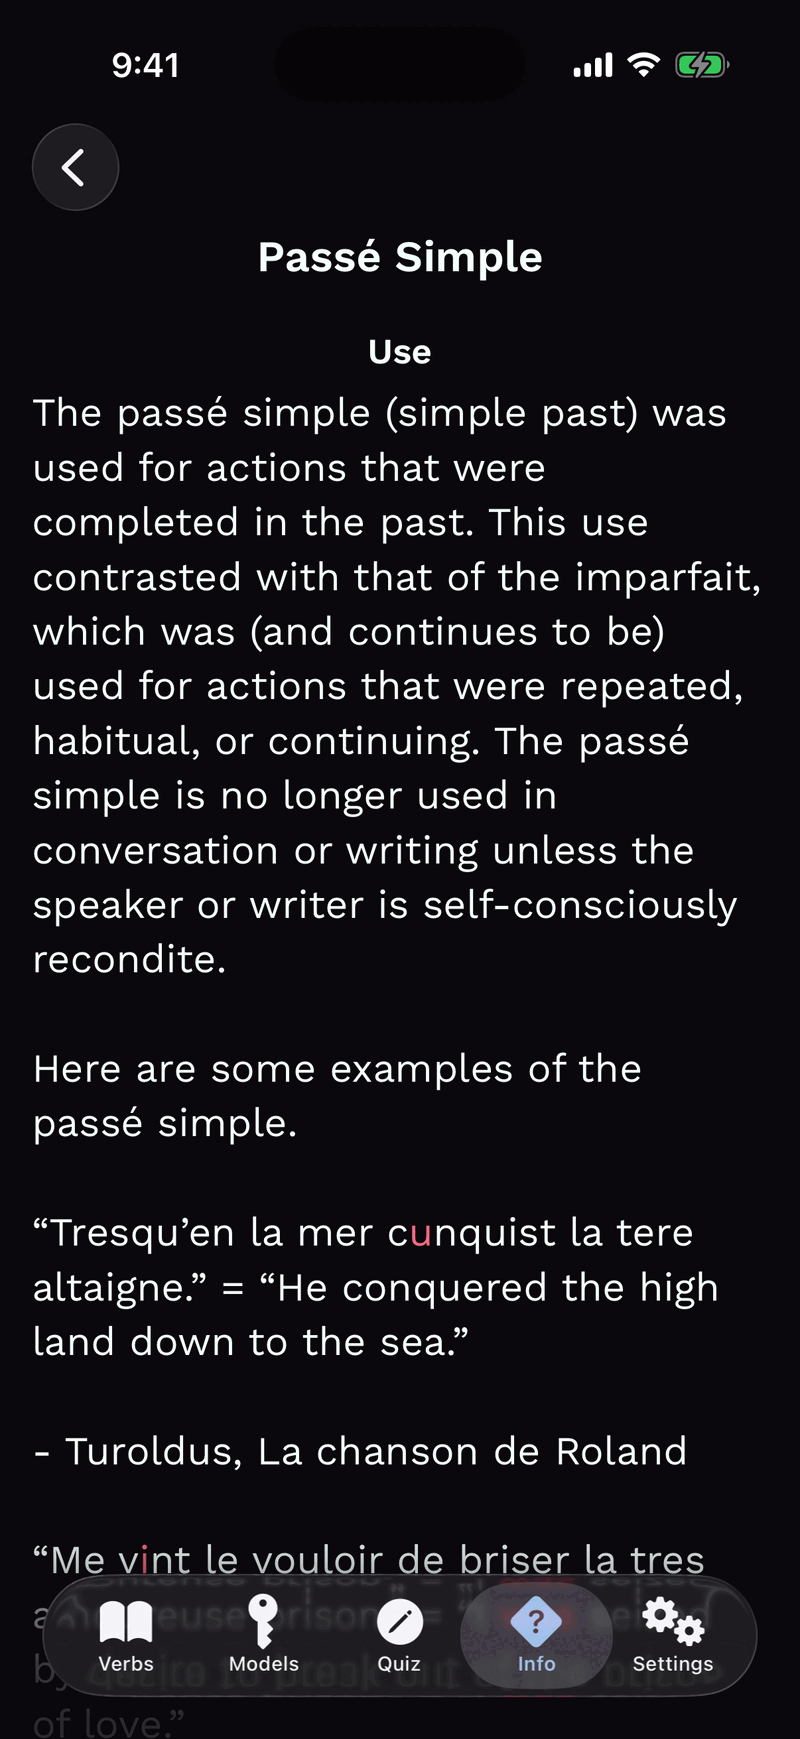 9:41
Passé Simple
Use
The passé simple (simple past) was
used for actions that were
completed in the past. This use
contrasted with that of the imparfait,
which was (and continues to be)
used for actions that were repeated,
habitual, or continuing. The passé
simple is no longer used in
conversation or writing unless the
speaker or writer is self-consciously
recondite.
Here are some examples of the
passé simple.
“Tresqu’en la mer cunquist la tere
altaigne.” = “He conquered the high
land down to the sea.”
- Turoldus, La chanson de Roland
“Me vint le vouloir de briser la tres
Verbs Models Quiz Info Settings
of love.”